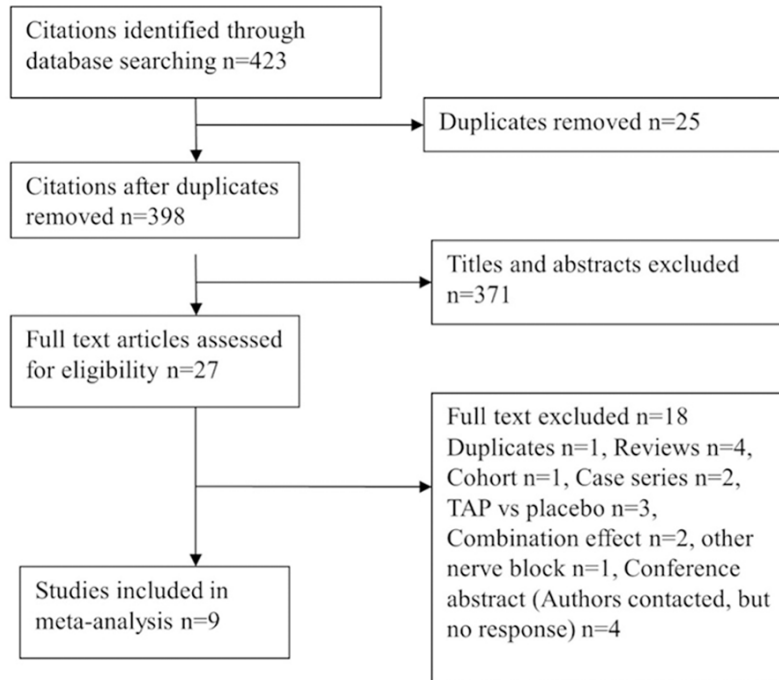 Citations identified through
database searching n=423
Duplicates removed n=25
Citations after duplicates
removed n=398
Titles and abstracts excluded
n=371
Full text articles assessed
for eligibility n=27
Full text excluded n=18
Duplicates n=1, Reviews n=4,
Cohort n=1, Case series n=2,
TAP vs placebo n=3,
Combination effect n=2, other
nerve block n=1, Conference
abstract (Authors contacted, but
no response) n=4
Studies included in
meta-analysis n=9